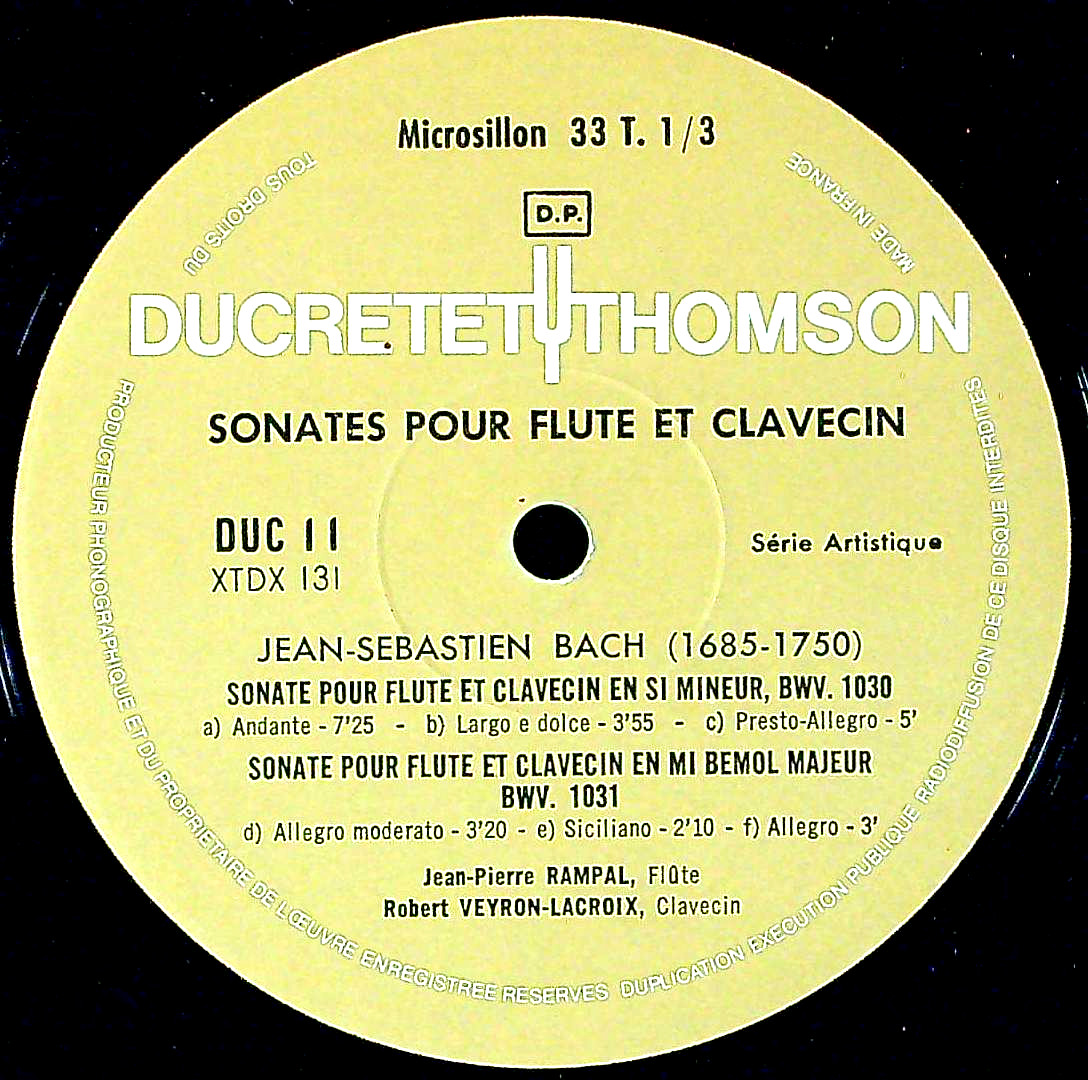 Microsillon 33 T. 1/3
D.P.
DUCRETET THOMSON
SONATES POUR FLUTE ET CLAVECIN
DUC 11
XTDX 131
Série Artistique
JEAN-SEBASTIEN BACH (1685-1750)
SONATE POUR FLUTE ET CLAVECIN EN SI MINEUR, BWV. 1030
a) Andante - 7'25 - b) Largo e dolce - 3'55 - c) Presto-Allegro - 5'
SONATE POUR FLUTE ET CLAVECIN EN MI BEMOL MAJEUR
BWV. 1031
d) Allegro moderato - 3'20 - e) Siciliano - 2'10 - f) Allegro - 3'
Jean-Pierre RAMPAL, Flûte
Robert VEYRON-LACROIX, Clavecin
TOUS DROITS DU PRODUCTEUR PHONOGRAPHIQUE ET DU PROPRIETAIRE DE L'ŒUVRE ENREGISTREE RESERVES DUPLICATION EXECUTION PUBLIQUE RADIODIFFUSION DE CE DISQUE INTERDITES
MADE IN FRANCE